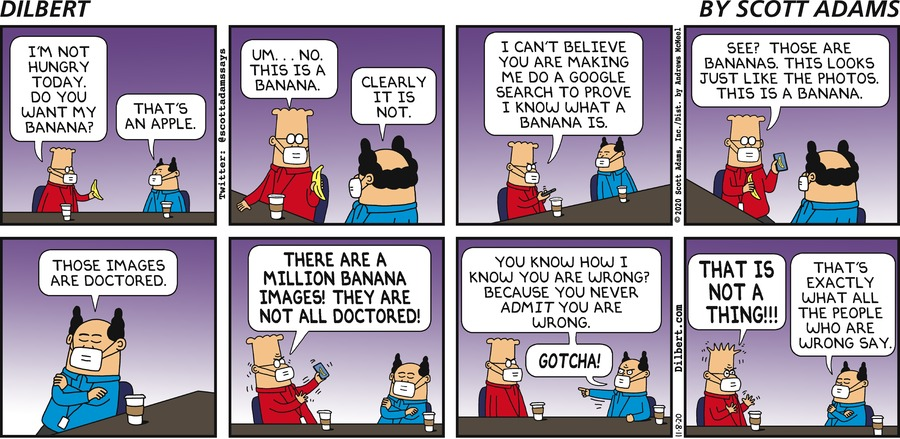 DILBERT
BY SCOTT ADAMS
I'M NOT
HUNGRY
TODAY.
DO YOU
WANT MY
BANANA?
THAT'S
AN APPLE.
Twitter: @scottadamssays
UM... NO.
THIS IS A
BANANA.
CLEARLY
IT IS
NOT.
I CAN'T BELIEVE
YOU ARE MAKING
ME DO A GOOGLE
SEARCH TO PROVE
I KNOW WHAT A
BANANA IS.
© 2020 Scott Adams, Inc./Dist. by Andrews McMeel
SEE? THOSE ARE
BANANAS. THIS LOOKS
JUST LIKE THE PHOTOS.
THIS IS A BANANA.
THOSE IMAGES
ARE DOCTORED.
THERE ARE A
MILLION BANANA
IMAGES! THEY ARE
NOT ALL DOCTORED!
YOU KNOW HOW I
KNOW YOU ARE WRONG?
BECAUSE YOU NEVER
ADMIT YOU ARE
WRONG.
GOTCHA!
Dilbert.com
11-8-20
THAT IS
NOT A
THING!!!
THAT'S
EXACTLY
WHAT ALL
THE PEOPLE
WHO ARE
WRONG SAY.